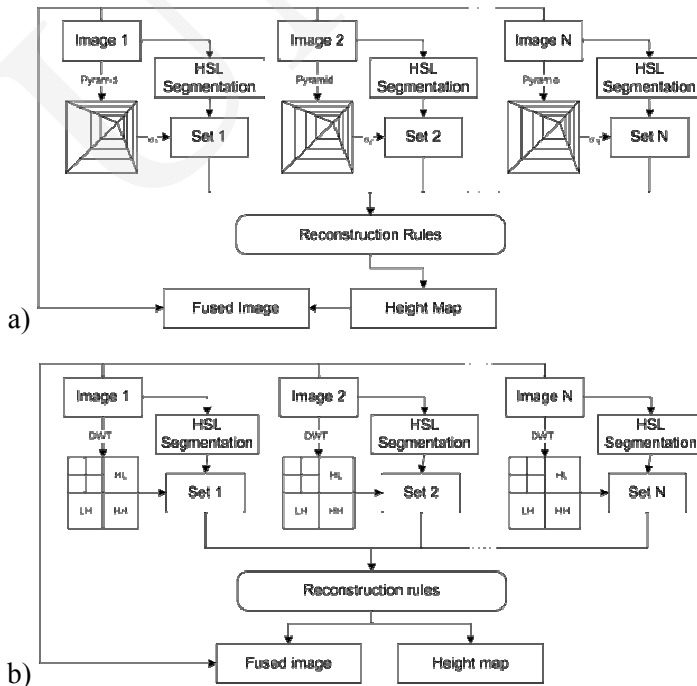 Image 1
Image 2
Image N
HSL Segmentation
HSL Segmentation
HSL Segmentation
Pyramid
Pyramid
Set 1
Set 2
Set N
Reconstruction Rules
Fused Image
Height Map
a)
Image 1
Image 2
Image N
HSL Segmentation
HSL Segmentation
HSL Segmentation
DWT
DWT
DWT
HL
HL
HL
Set 1
Set 2
Set N
LH
HH
LH
HH
LH
HH
Reconstruction rules
Fused image
Height map
b)